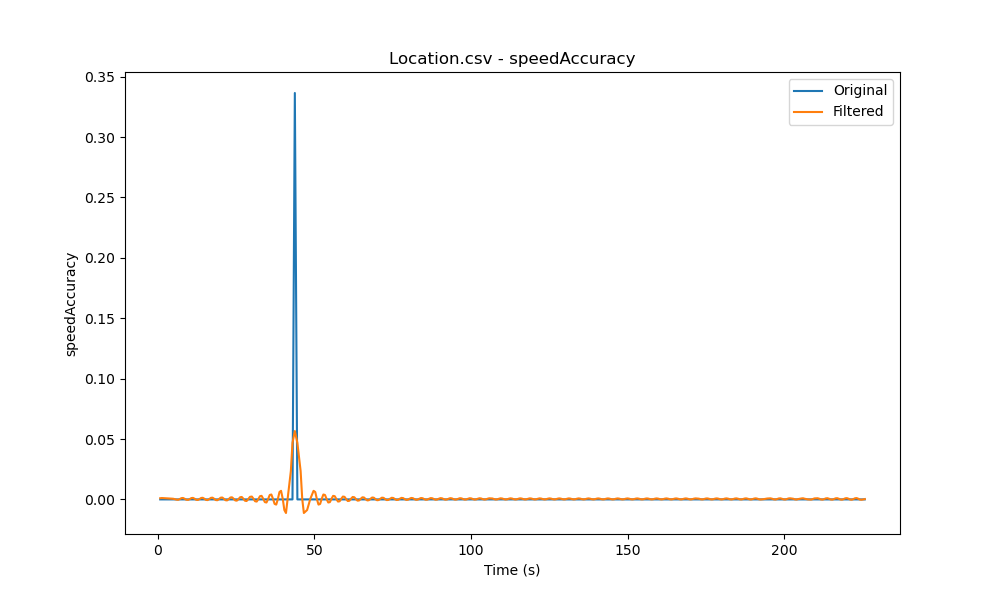 Location.csv - speedAccuracy
Original
Filtered
0.35
0.30
0.25
0.20
0.15
0.10
0.05
0.00
speedAccuracy
0 50 100 150 200
Time (s)